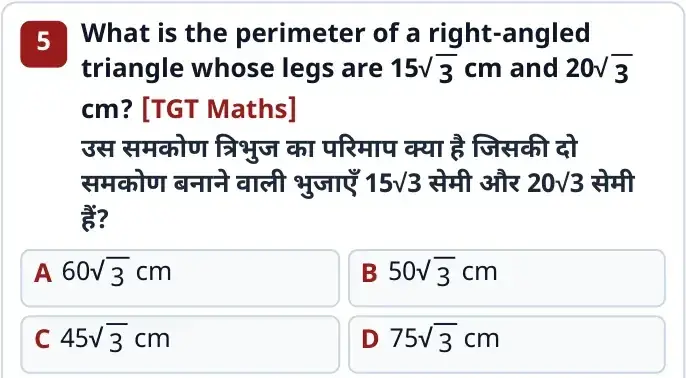 5 What is the perimeter of a right-angled
triangle whose legs are 15√3 cm and 20√3
cm? [TGT Maths]
उस समकोण त्रिभुज का परिमाप क्या है जिसकी दो
समकोण बनाने वाली भुजाएँ 15√3 सेमी और 20√3 सेमी
हैं?
A 60√3 cm B 50√3 cm
C 45√3 cm D 75√3 cm